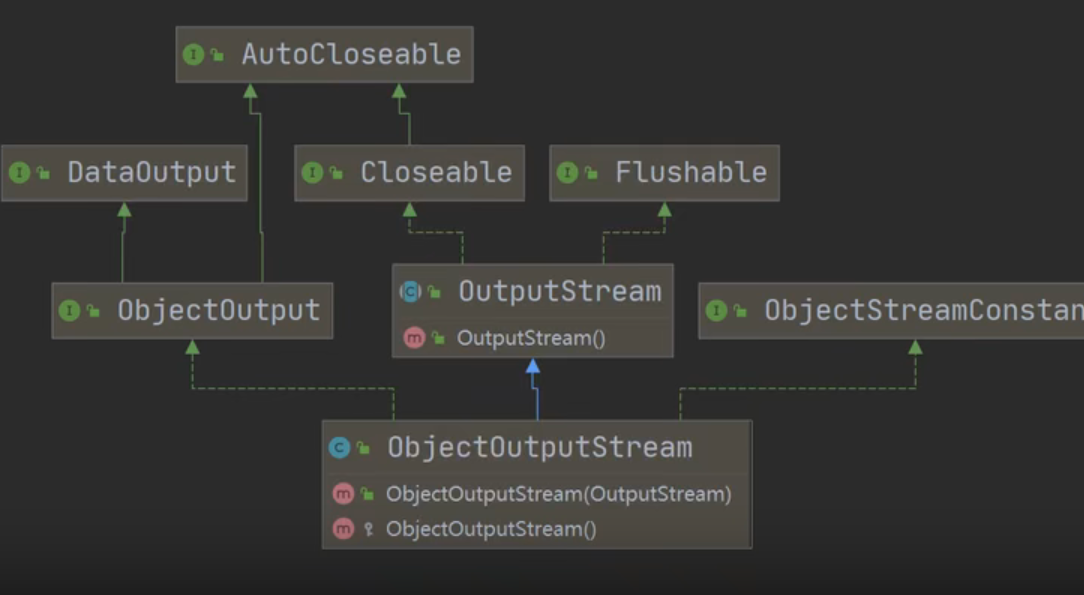 AutoCloseable
DataOutput
Closeable
Flushable
ObjectOutput
OutputStream
OutputStream()
ObjectStreamConstan
ObjectOutputStream
ObjectOutputStream(OutputStream)
ObjectOutputStream()